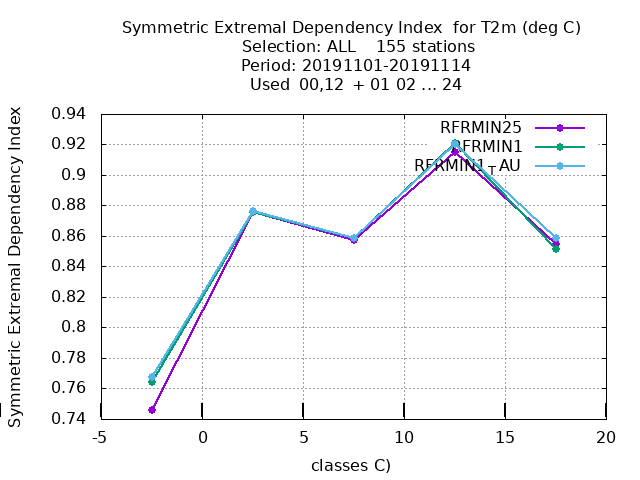 Symmetric Extremal Dependency Index  for T2m (deg C)
Selection: ALL    155 stations
Period: 20191101-20191114
Used  00,12  + 01 02 ... 24
Symmetric Extremal Dependency Index
0.94
0.92
0.9
0.88
0.86
0.84
0.82
0.8
0.78
0.76
0.74
RFRMIN25
RFRMIN1
RFRMIN1TAU
-5
0
5
10
15
20
classes C)